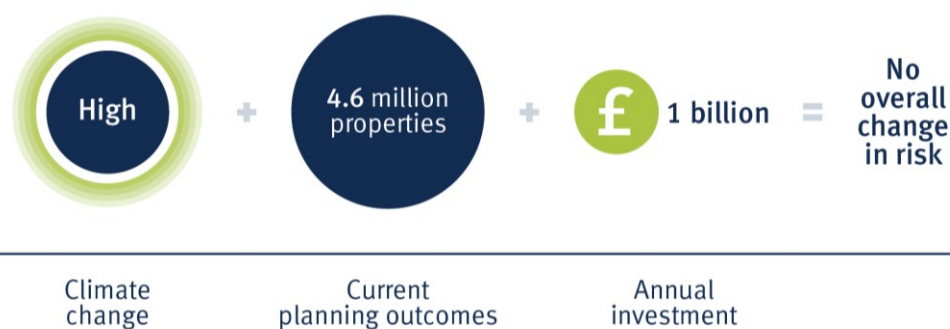 High
+
4.6 million
properties
+
£
1 billion
=
No
overall
change
in risk
Climate
change
Current
planning outcomes
Annual
investment